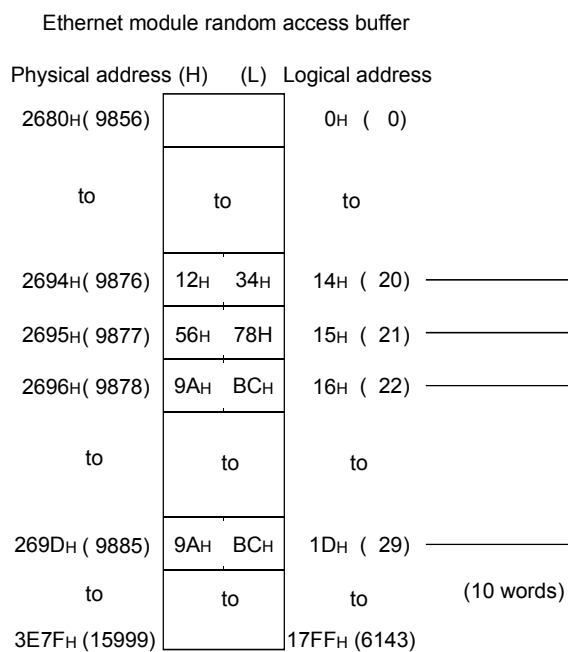 Ethernet module random access buffer
Physical address (H) (L) Logical address
2680H( 9856) 0H ( 0)
to to to
2694H( 9876) 12H 34H 14H ( 20)
2695H( 9877) 56H 78H 15H ( 21)
2696H( 9878) 9AH BCH 16H ( 22)
to to to
269DH( 9885) 9AH BCH 1DH ( 29)
to to to (10 words)
3E7FH (15999) 17FFH (6143)